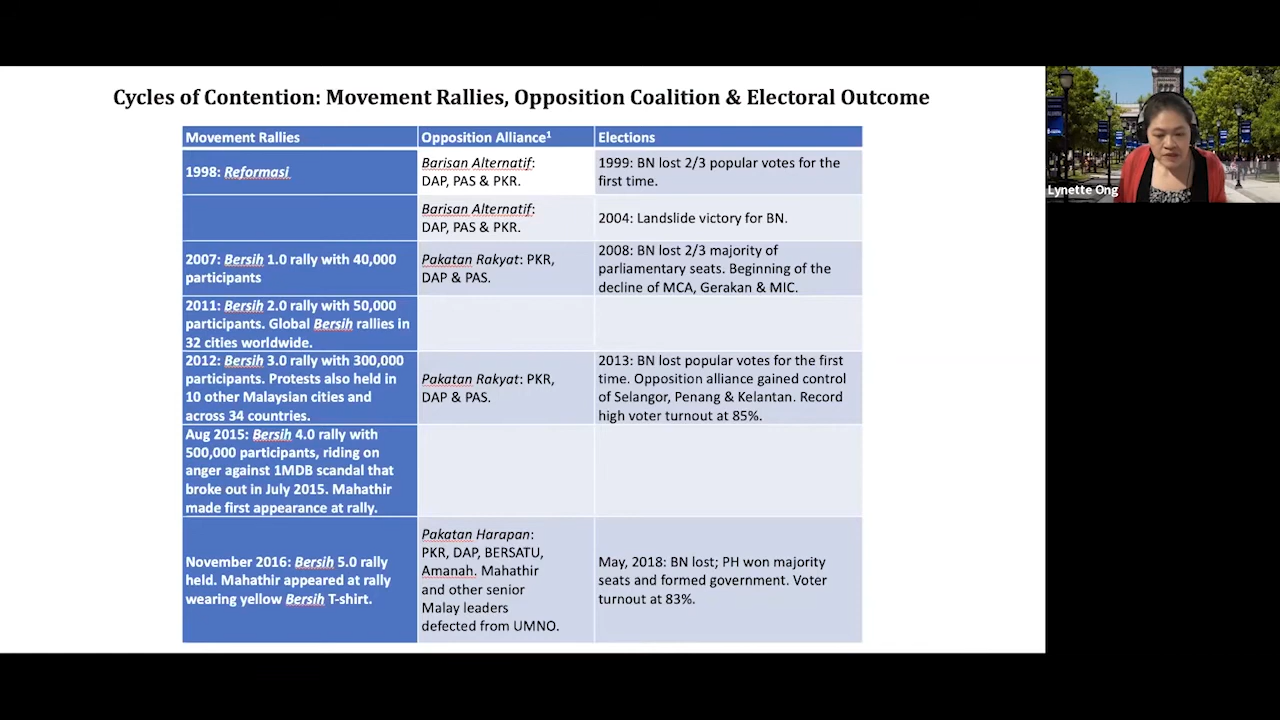 Cycles of Contention: Movement Rallies, Opposition Coalition & Electoral Outcome
Movement Rallies
Opposition Alliance¹
Elections
1998: Reformasi
Barisan Alternatif:
DAP, PAS & PKR.
1999: BN lost 2/3 popular votes for the
first time.
Barisan Alternatif:
DAP, PAS & PKR.
2004: Landslide victory for BN.
2007: Bersih 1.0 rally with 40,000
participants
Pakatan Rakyat: PKR,
DAP & PAS.
2008: BN lost 2/3 majority of
parliamentary seats. Beginning of the
decline of MCA, Gerakan & MIC.
2011: Bersih 2.0 rally with 50,000
participants. Global Bersih rallies in
32 cities worldwide.
2012: Bersih 3.0 rally with 300,000
participants. Protests also held in
10 other Malaysian cities and
across 34 countries.
Pakatan Rakyat: PKR,
DAP & PAS.
2013: BN lost popular votes for the first
time. Opposition alliance gained control
of Selangor, Penang & Kelantan. Record
high voter turnout at 85%.
Aug 2015: Bersih 4.0 rally with
500,000 participants, riding on
anger against 1MDB scandal that
broke out in July 2015. Mahathir
made first appearance at rally.
November 2016: Bersih 5.0 rally
held. Mahathir appeared at rally
wearing yellow Bersih T-shirt.
Pakatan Harapan:
PKR, DAP, BERSATU,
Amanah. Mahathir
and other senior
Malay leaders
defected from UMNO.
May, 2018: BN lost; PH won majority
seats and formed government. Voter
turnout at 83%.
Lynette Ong